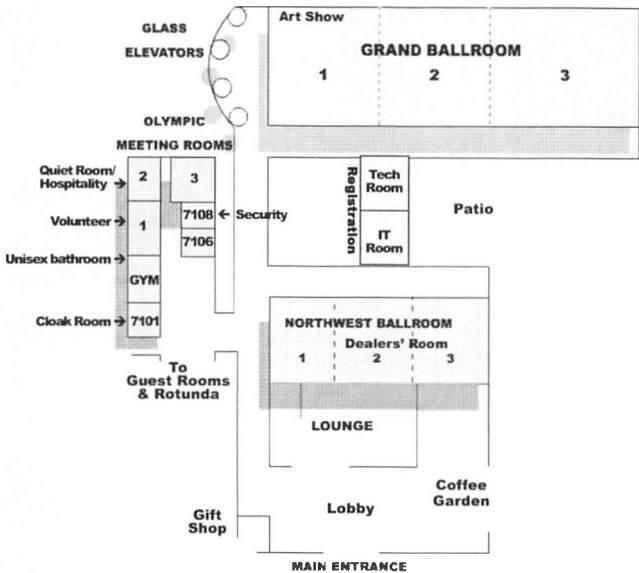 GLASS
ELEVATORS
Art Show
GRAND BALLROOM
1 2 3
OLYMPIC
MEETING ROOMS
Quiet Room/
Hospitality
2
3
Volunteer
1
7108
Security
7106
Unisex bathroom
GYM
Cloak Room
7101
Registration
Tech
Room
IT
Room
Patio
NORTHWEST BALLROOM
Dealers' Room
1 2 3
To
Guest Rooms
& Rotunda
LOUNGE
Coffee
Garden
Lobby
Gift
Shop
MAIN ENTRANCE